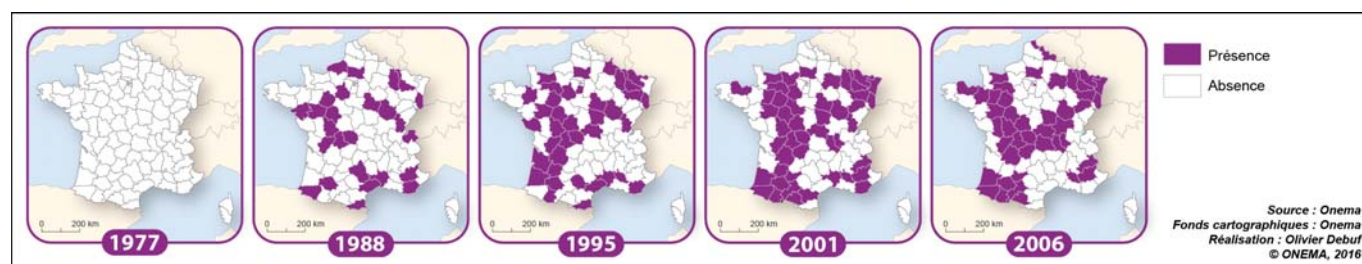 0 200 km
1977
0 200 km
1988
0 200 km
1995
0 200 km
2001
0 200 km
2006
Présence
Absence
Source : Onema
Fonds cartographiques : Onema
Réalisation : Olivier Debuf
© ONEMA, 2016